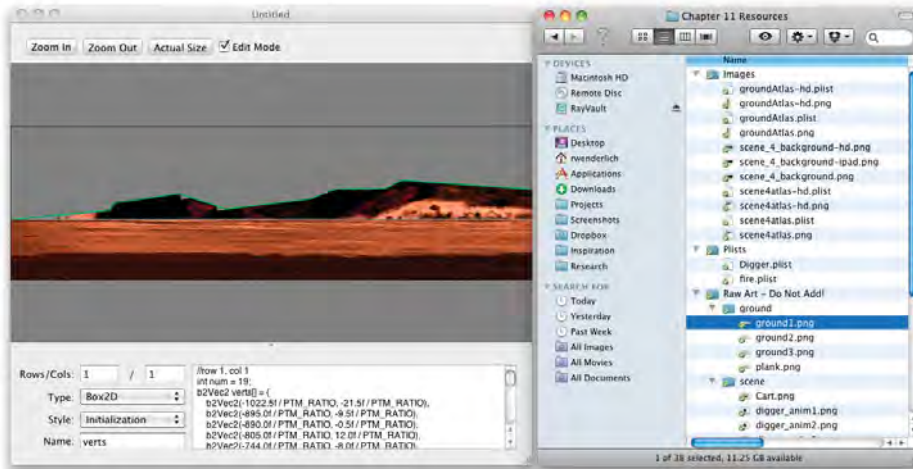 Untitled
Zoom In Zoom Out Actual Size Edit Mode
Rows/Cols: 1 / 1
Type: Box2D
Style: Initialization
Name: verts
//row 1, col 1
int num = 19;
b2Vec2 verts[] = {
b2Vec2(-1022.5f / PTM_RATIO, -21.5f / PTM_RATIO),
b2Vec2(-895.0f / PTM_RATIO, -9.5f / PTM_RATIO),
b2Vec2(-890.0f / PTM_RATIO, -0.5f / PTM_RATIO),
b2Vec2(-805.0f / PTM_RATIO, 12.0f / PTM_RATIO),
b2Vec2(-744.0f / PTM_RATIO, -8.0f / PTM_RATIO),
Chapter 11 Resources
DEVICES
Macintosh HD
Remote Disc
RayVault
PLACES
Desktop
rwenderlich
Applications
Downloads
Projects
Screenshots
Dropbox
Inspiration
Research
SEARCH FOR
Today
Yesterday
Past Week
All Images
All Movies
All Documents
Name
Images
groundAtlas-hd.plist
groundAtlas-hd.png
groundAtlas.plist
groundAtlas.png
scene_4_background-hd.png
scene_4_background-ipad.png
scene_4_background.png
scene4atlas-hd.plist
scene4atlas-hd.png
scene4atlas.plist
scene4atlas.png
Plists
Digger.plist
fire.plist
Raw Art – Do Not Add!
ground
ground1.png
ground2.png
ground3.png
plank.png
scene
Cart.png
digger_anim1.png
digger_anim2.png
1 of 38 selected, 11.25 GB available